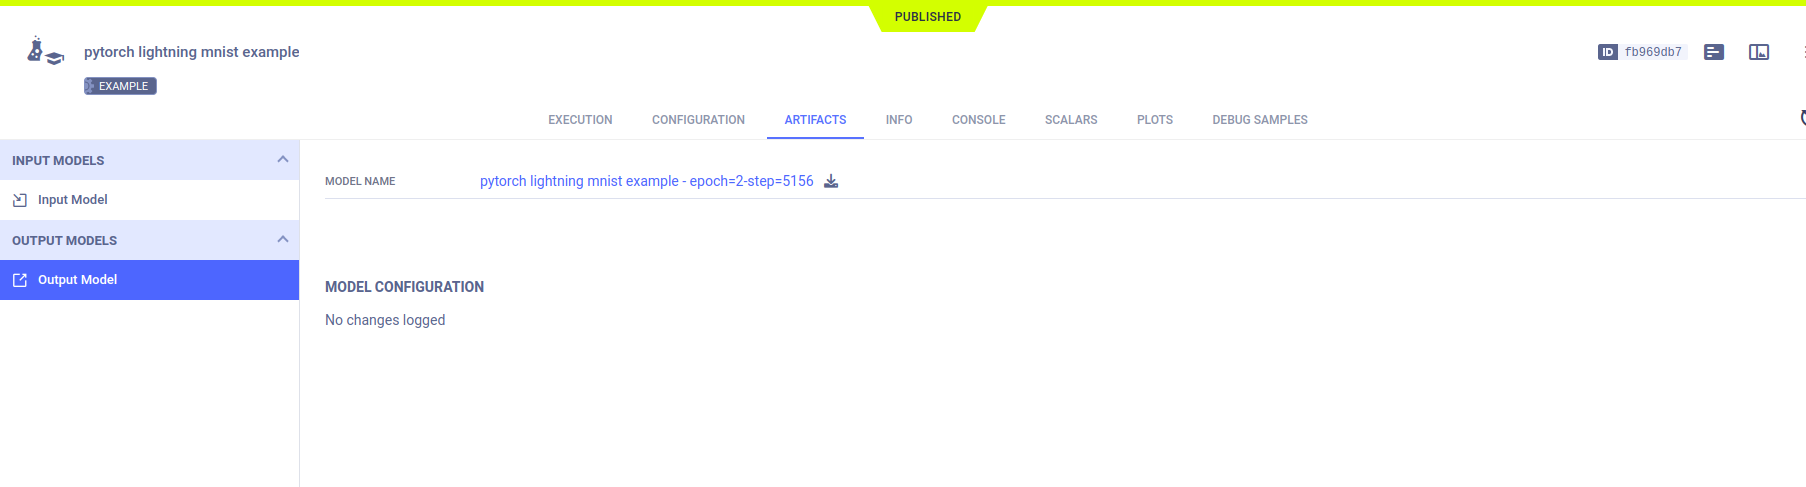 PUBLISHED
pytorch lightning mnist example
ID fb969db7
EXAMPLE
EXECUTION CONFIGURATION ARTIFACTS INFO CONSOLE SCALARS PLOTS DEBUG SAMPLES
INPUT MODELS
Input Model
OUTPUT MODELS
Output Model
MODEL NAME pytorch lightning mnist example - epoch=2-step=5156
MODEL CONFIGURATION
No changes logged